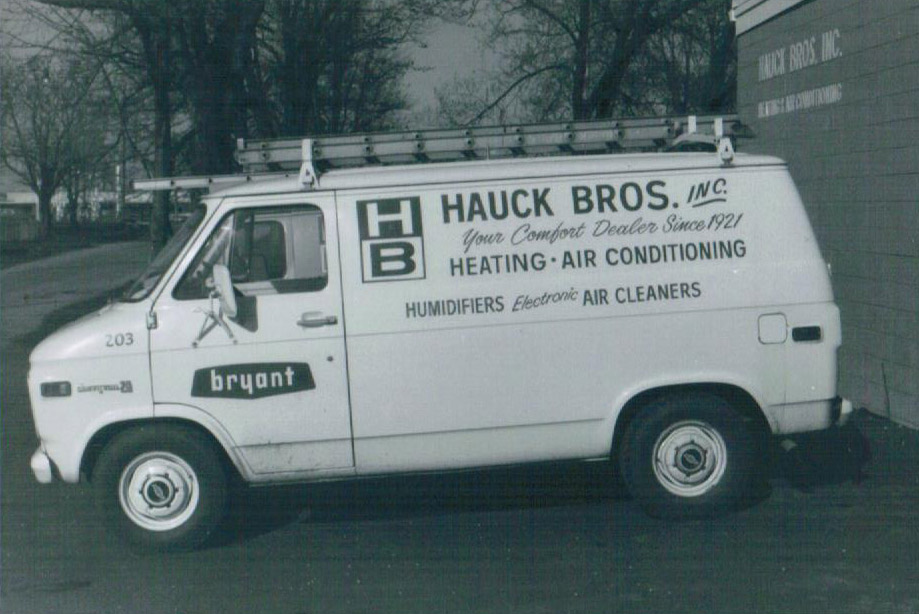 HAUCK BROS. INC.
HEATING & AIR CONDITIONING
HB
HAUCK BROS. INC.
Your Comfort Dealer Since 1921
HEATING · AIR CONDITIONING
HUMIDIFIERS Electronic AIR CLEANERS
203
bryant